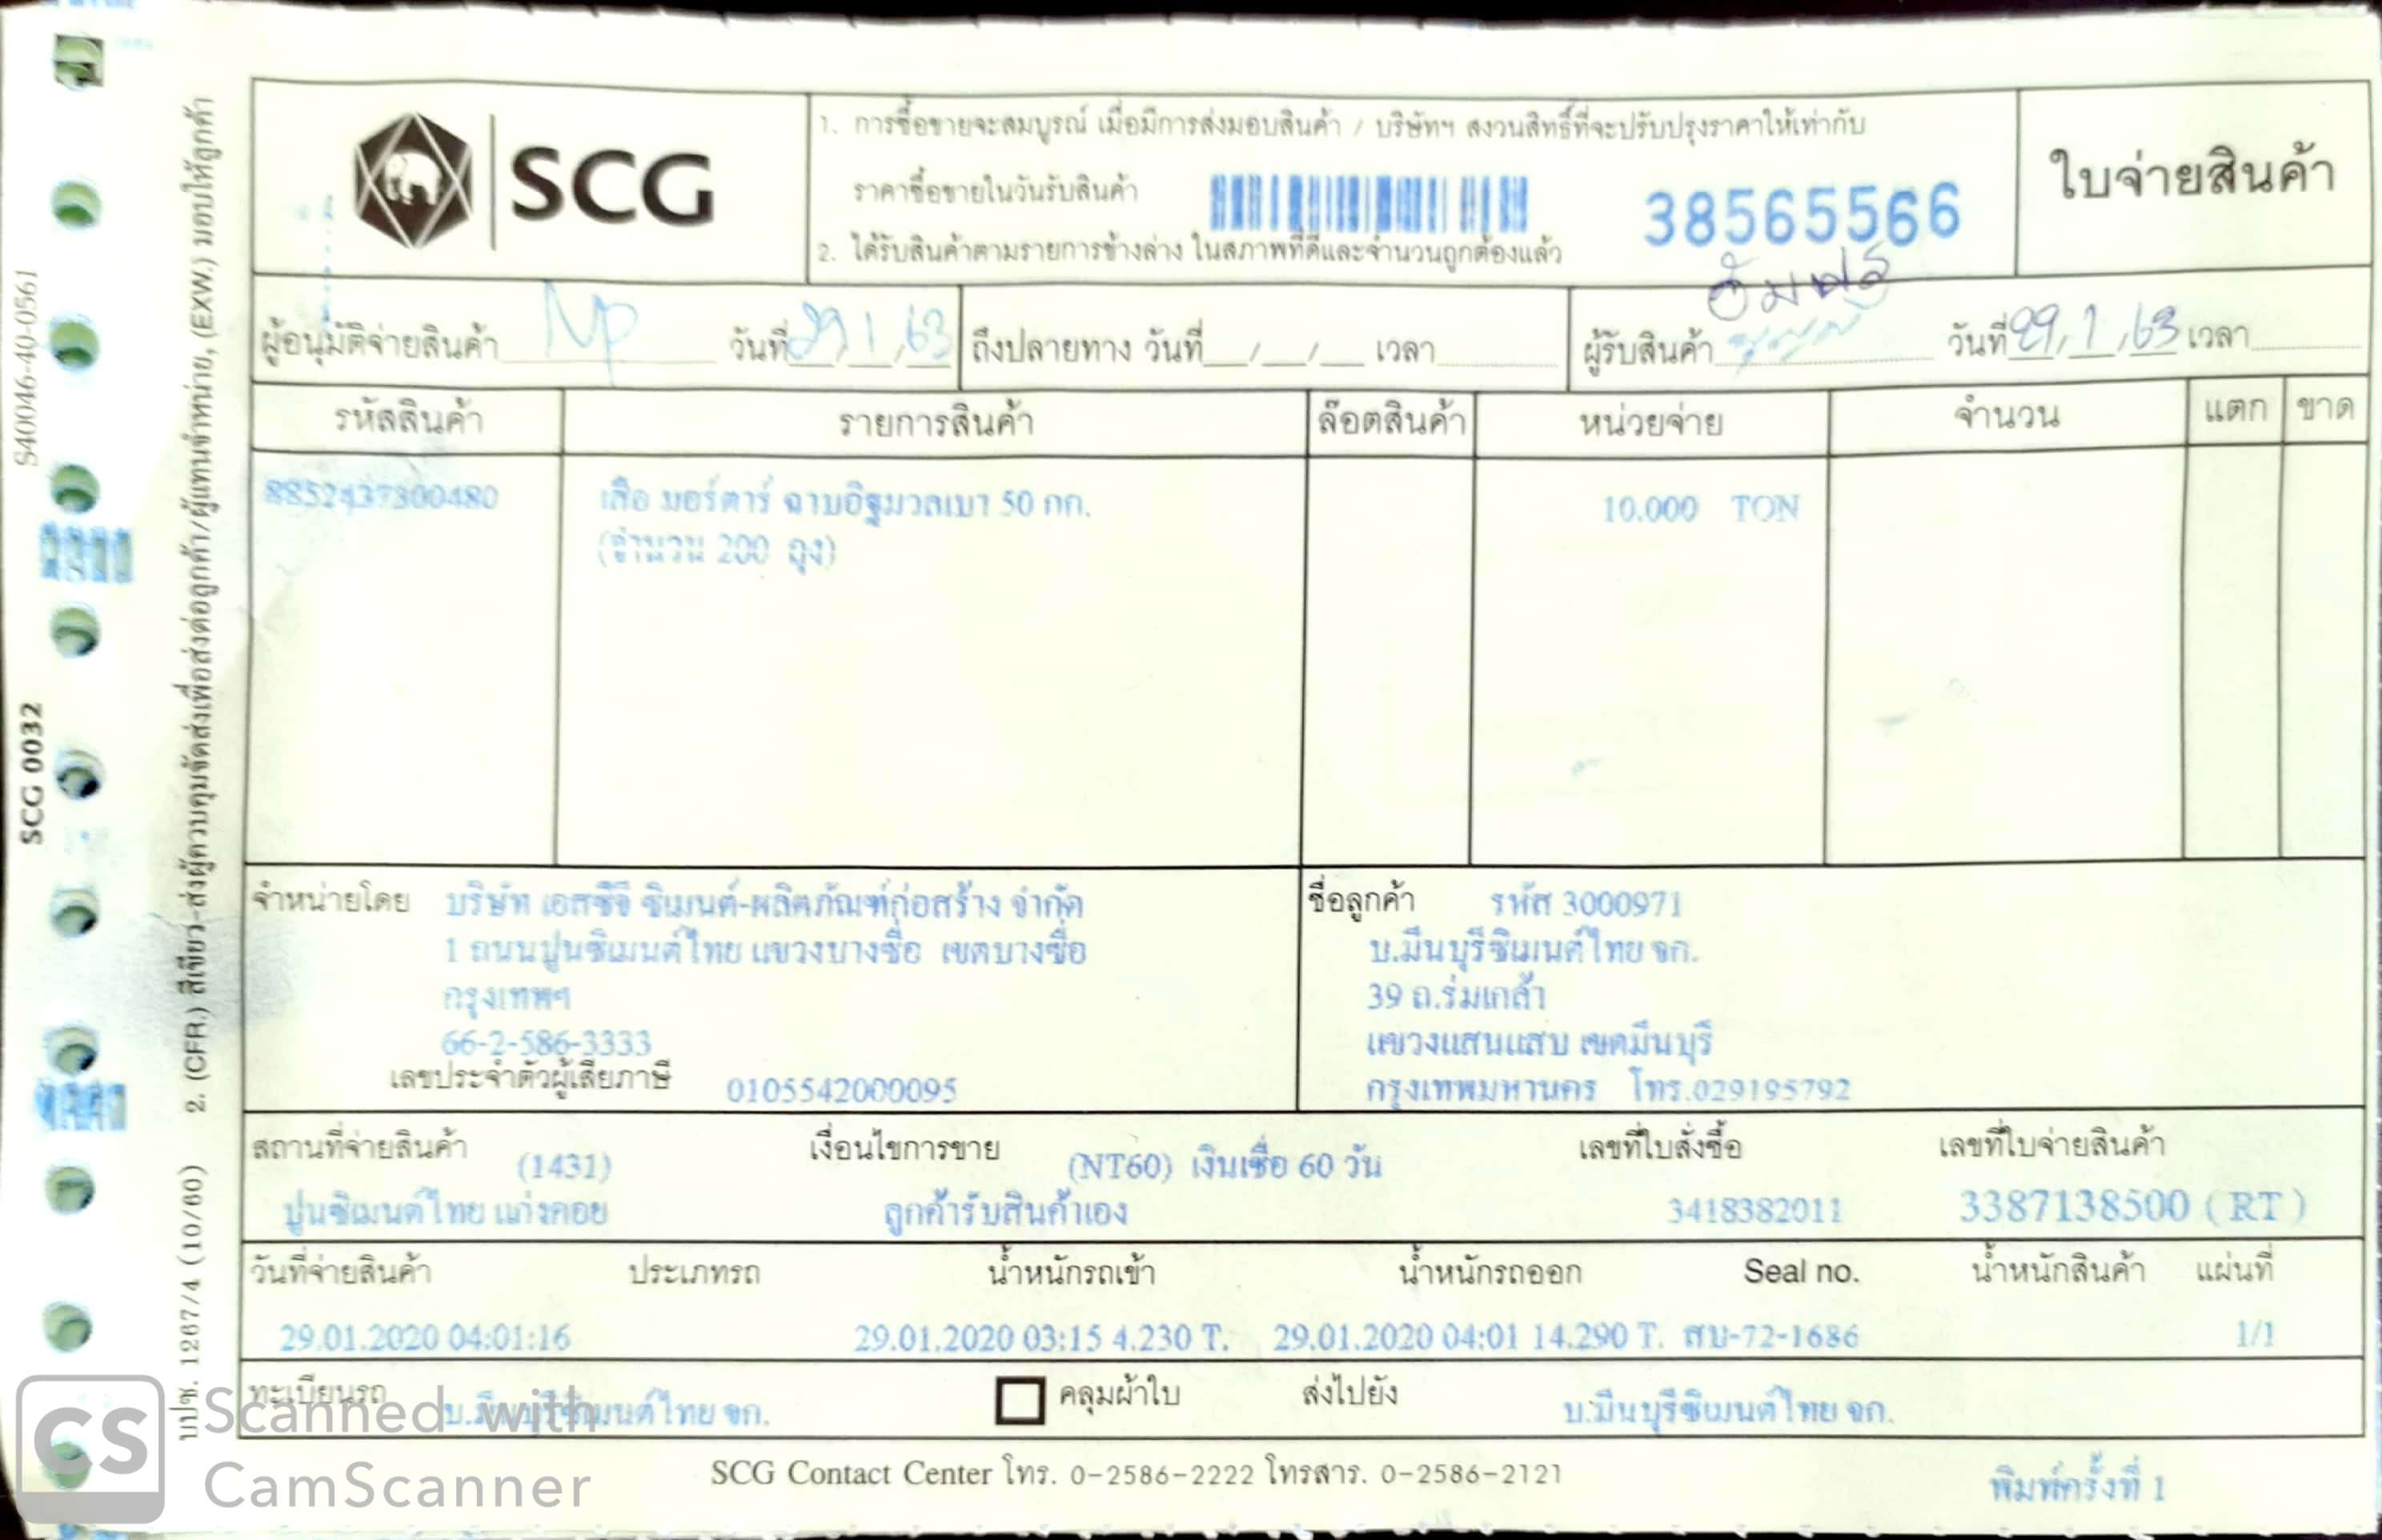 SCG
1. การซื้อขายจะสมบูรณ์ เมื่อมีการส่งมอบสินค้า / บริษัทฯ สงวนสิทธิ์ที่จะปรับปรุงราคาให้เท่ากับ
ราคาซื้อขายในวันรับสินค้า
38565566
2. ได้รับสินค้าตามรายการข้างล่าง ในสภาพที่ดีและจำนวนถูกต้องแล้ว
ใบจ่ายสินค้า
ผู้อนุมัติจ่ายสินค้า NP วันที่ 29/1/63 ถึงปลายทาง วันที่ / / เวลา ผู้รับสินค้า วันที่ 29/1/63 เวลา
รหัสสินค้า รายการสินค้า ล๊อตสินค้า หน่วยจ่าย จำนวน แตก ขาด
8852437300480 เสือ มอร์ตาร์ ฉาบอิฐมวลเบา 50 กก. 10.000 TON
(จำนวน 200 ถุง)
จำหน่ายโดย บริษัท เอสซีจี ซิเมนต์-ผลิตภัณฑ์ก่อสร้าง จำกัด
1 ถนนปูนซิเมนต์ไทย แขวงบางซื่อ เขตบางซื่อ
กรุงเทพฯ
66-2-586-3333
เลขประจำตัวผู้เสียภาษี 0105542000095
ชื่อลูกค้า รหัส 3000971
บ.มีนบุรีซิเมนต์ไทย จก.
39 ถ.ร่มเกล้า
แขวงแสนแสบ เขตมีนบุรี
กรุงเทพมหานคร โทร.029195792
สถานที่จ่ายสินค้า (1431) เงื่อนไขการขาย (NT60) เงินเชื่อ 60 วัน เลขที่ใบสั่งซื้อ เลขที่ใบจ่ายสินค้า
ปูนซิเมนต์ไทย แก่งคอย ลูกค้ารับสินค้าเอง 3418382011 3387138500 ( RT )
วันที่จ่ายสินค้า ประเภทรถ น้ำหนักรถเข้า น้ำหนักรถออก Seal no. น้ำหนักสินค้า แผ่นที่
29.01.2020 04:01:16 29.01.2020 03:15 4.230 T. 29.01.2020 04:01 14.290 T. สบ-72-1686 1/1
ทะเบียนรถ บ.มีนบุรีซิเมนต์ไทย จก. คลุมผ้าใบ ส่งไปยัง บ.มีนบุรีซิเมนต์ไทย จก.
SCG Contact Center โทร. 0-2586-2222 โทรสาร. 0-2586-2121
พิมพ์ครั้งที่ 1
S40046-40-0561
SCG 0032
บปซ. 1267/4 (10/60) 2. (CFR.) สีเขียว-ส่งผู้ควบคุมจัดส่งเพื่อส่งต่อลูกค้า/ผู้แทนจำหน่าย, (EXW.) มอบให้ลูกค้า
CS Scanned with
CamScanner